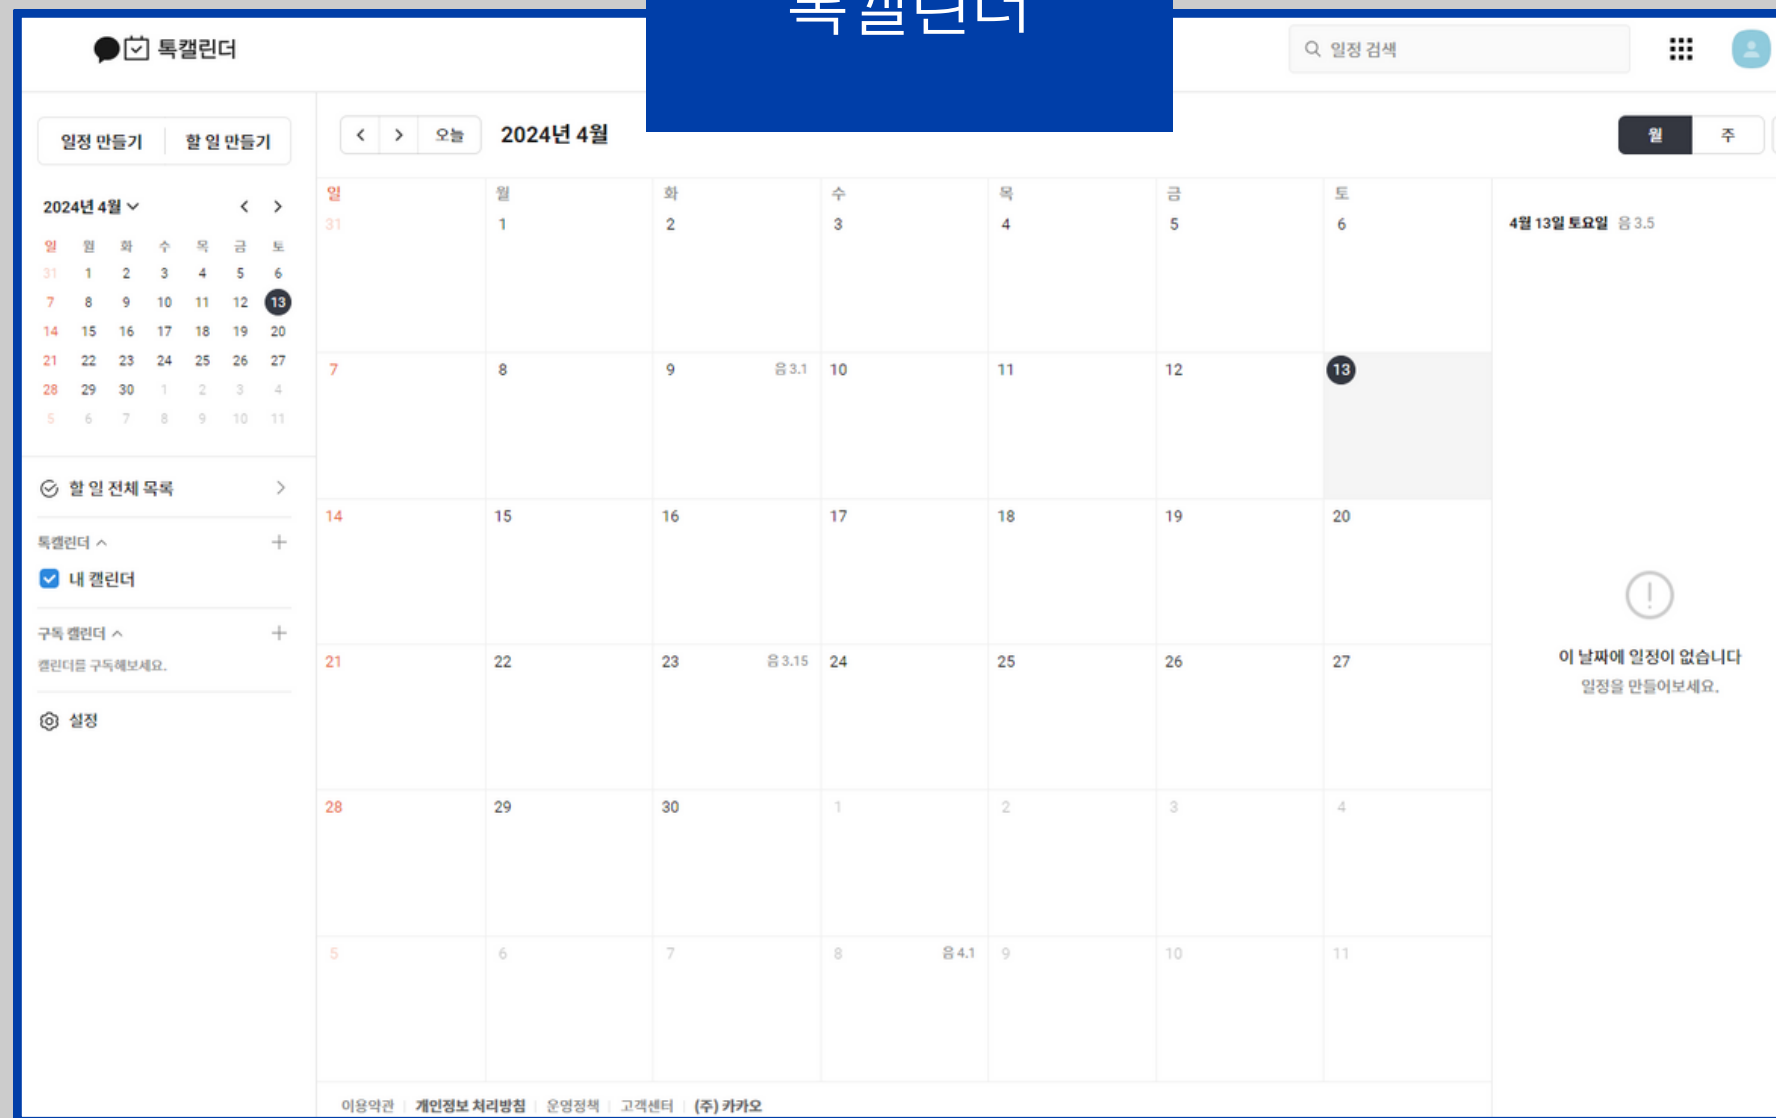 톡캘린더
톡캘린더
일정 검색
일정 만들기 할 일 만들기
오늘 2024년 4월
월 주
2024년 4월
일 월 화 수 목 금 토
31 1 2 3 4 5 6
7 8 9 10 11 12 13
14 15 16 17 18 19 20
21 22 23 24 25 26 27
28 29 30 1 2 3 4
5 6 7 8 9 10 11
할 일 전체 목록
톡캘린더
내 캘린더
구독 캘린더
캘린더를 구독해보세요.
설정
일 월 화 수 목 금 토
31 1 2 3 4 5 6
7 8 9 음 3.1 10 11 12 13
14 15 16 17 18 19 20
21 22 23 음 3.15 24 25 26 27
28 29 30 1 2 3 4
5 6 7 8 음 4.1 9 10 11
4월 13일 토요일 음 3.5
이 날짜에 일정이 없습니다
일정을 만들어보세요.
이용약관 개인정보 처리방침 운영정책 고객센터 (주) 카카오